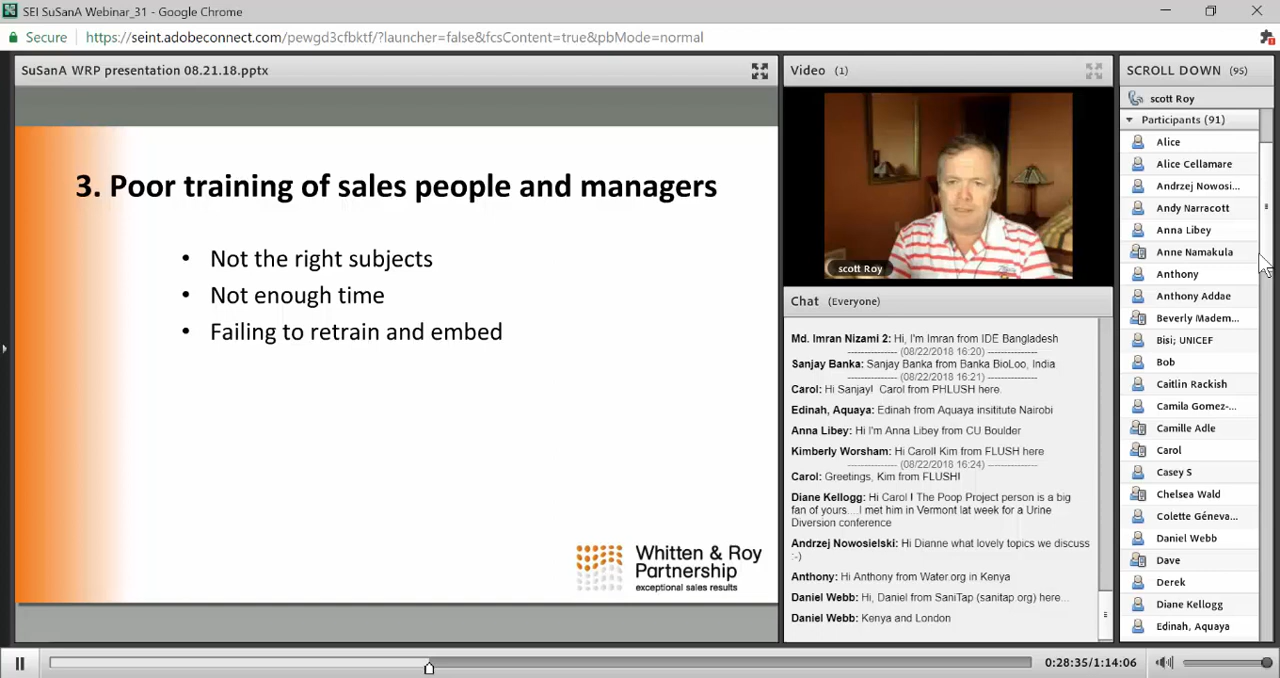 SEI SuSanA Webinar_31 - Google Chrome
Secure
https://seint.adobeconnect.com/pewgd3cfbktf/?launcher=false&fcsContent=true&pbMode=normal
SuSanA WRP presentation 08.21.18.pptx
3. Poor training of sales people and managers
• Not the right subjects
• Not enough time
• Failing to retrain and embed
Whitten & Roy
Partnership
exceptional sales results
Video (1)
scott Roy
Chat (Everyone)
Md. Imran Nizami 2: Hi, I'm Imran from IDE Bangladesh
--------------- (08/22/2018 16:20) ---------------
Sanjay Banka: Sanjay Banka from Banka BioLoo, India
--------------- (08/22/2018 16:21) ---------------
Carol: Hi Sanjay! Carol from PHLUSH here.
Edinah, Aquaya: Edinah from Aquaya insititute Nairobi
Anna Libey: Hi I'm Anna Libey from CU Boulder
Kimberly Worsham: Hi Carol! Kim from FLUSH here
--------------- (08/22/2018 16:24) ---------------
Carol: Greetings, Kim from FLUSH!
Diane Kellogg: Hi Carol ! The Poop Project person is a big
fan of yours....I met him in Vermont lat week for a Urine
Diversion conference
Andrzej Nowosielski: Hi Dianne what lovely topics we discuss
:-)
Anthony: Hi Anthony from Water.org in Kenya
Daniel Webb: Hi, Daniel from SaniTap (sanitap org) here...
Daniel Webb: Kenya and London
SCROLL DOWN (95)
scott Roy
Participants (91)
Alice
Alice Cellamare
Andrzej Nowosi...
Andy Narracott
Anna Libey
Anne Namakula
Anthony
Anthony Addae
Beverly Madem...
Bisi; UNICEF
Bob
Caitlin Rackish
Camila Gomez-...
Camille Adle
Carol
Casey S
Chelsea Wald
Colette Géneva...
Daniel Webb
Dave
Derek
Diane Kellogg
Edinah, Aquaya
0:28:35/1:14:06